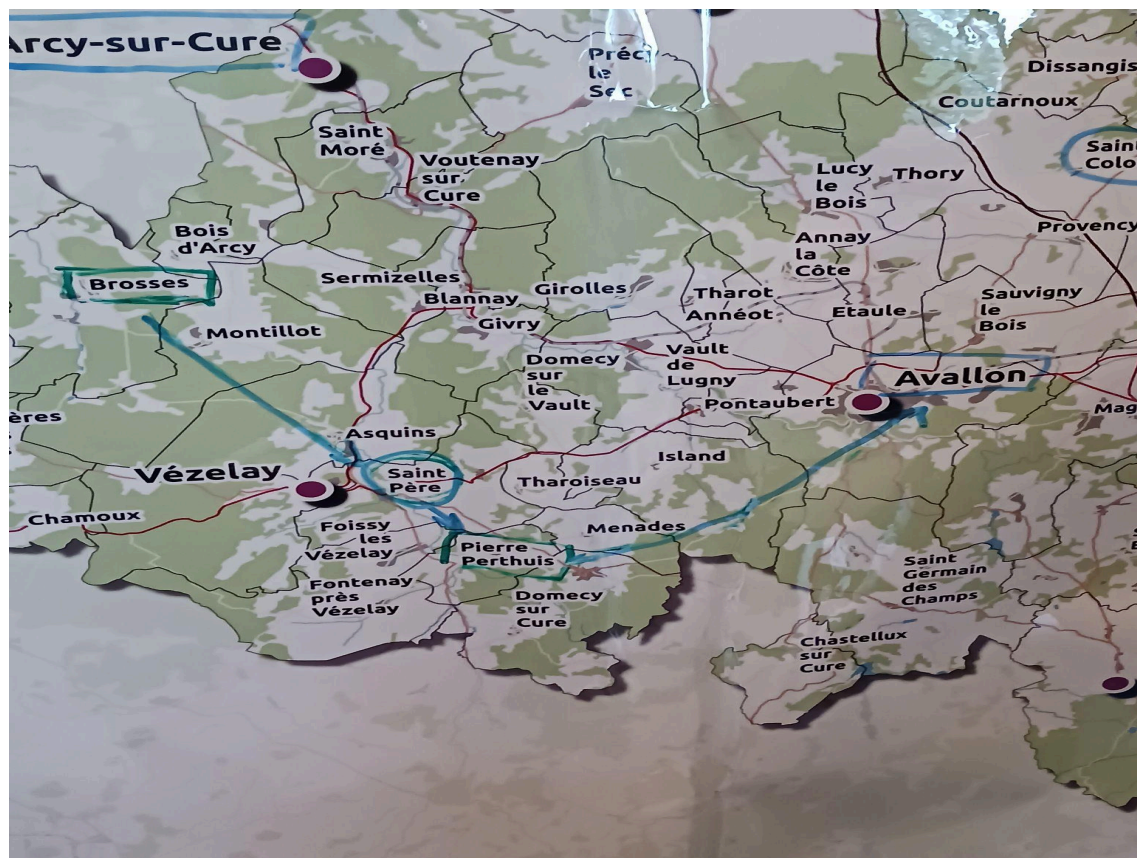 Arcy-sur-Cure
Précy
le
Sec
Dissangis
Coutarnoux
Saint
Moré
Voutenay
sur
Cure
Lucy
le
Bois
Thory
Bois
d'Arcy
Annay
la
Côte
Provency
Brosses
Sermizelles
Blannay
Girolles
Tharot
Annéot
Etaule
Sauvigny
le
Bois
Montillot
Givry
Domecy
sur
le
Vault
Vault
de
Lugny
Avallon
Pontaubert
Mag
ères
Asquins
Vézelay
Saint
Père
Island
Tharoiseau
Chamoux
Foissy
les
Vézelay
Menades
Pierre
Perthuis
Fontenay
près
Vézelay
Domecy
sur
Cure
Saint
Germain
des
Champs
Chastellux
sur
Cure